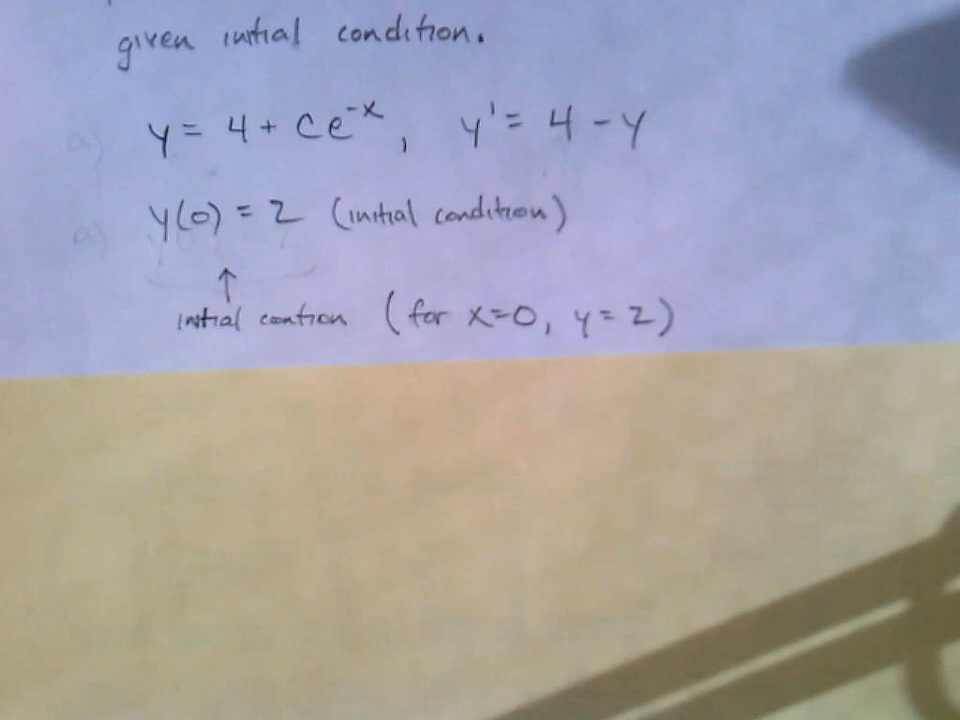 given initial condition.
y = 4 + Ce^-x, y' = 4 - y
y(0) = 2 (initial condition)
↑
initial contion (for x=0, y=2)